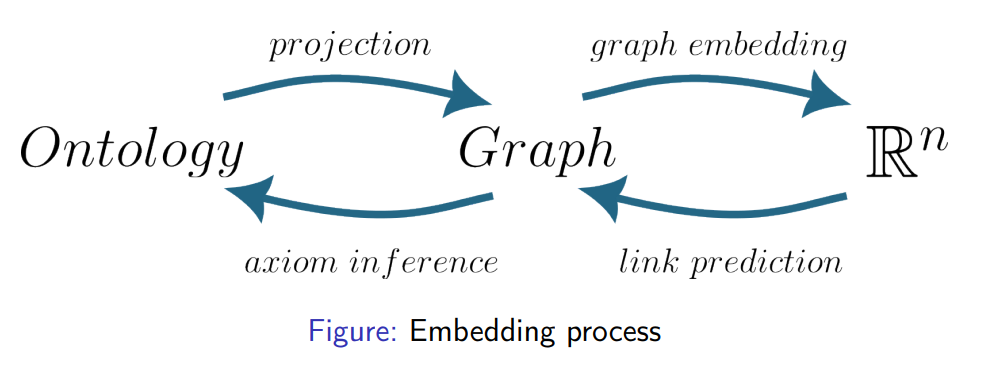 projection
graph embedding
Ontology
Graph
ℝⁿ
axiom inference
link prediction
Figure: Embedding process